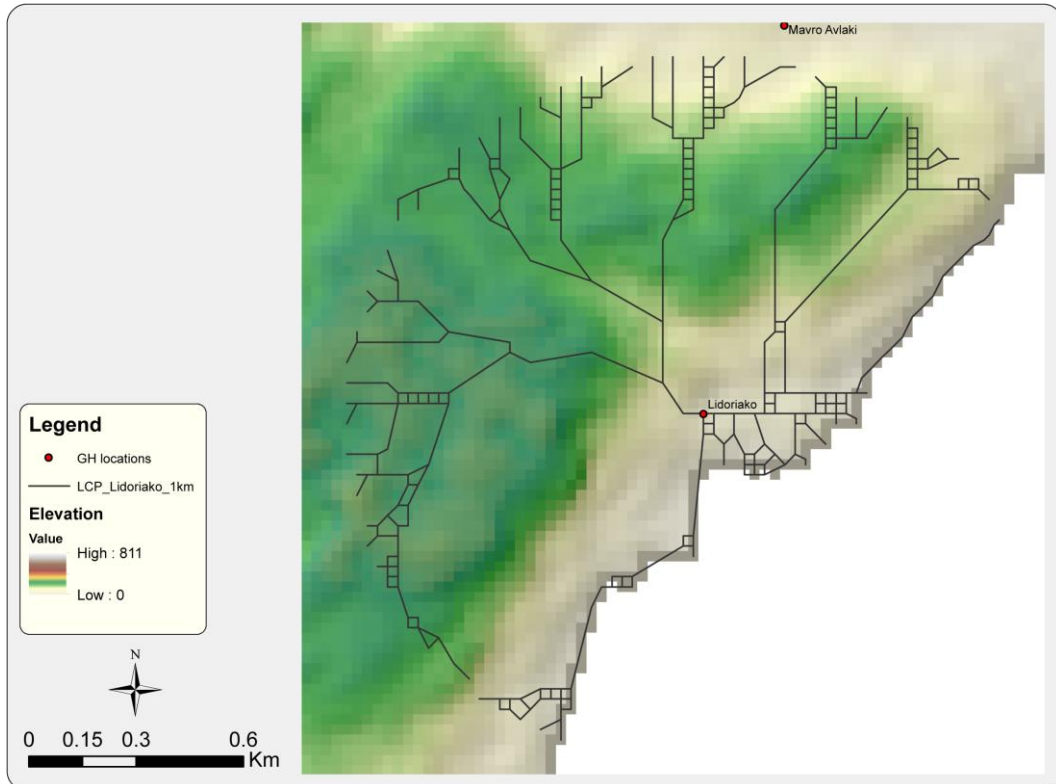 Mavro Avlaki
Lidoriako
Legend
GH locations
LCP_Lidoriako_1km
Elevation
Value
High : 811
Low : 0
N
0 0.15 0.3 0.6
Km